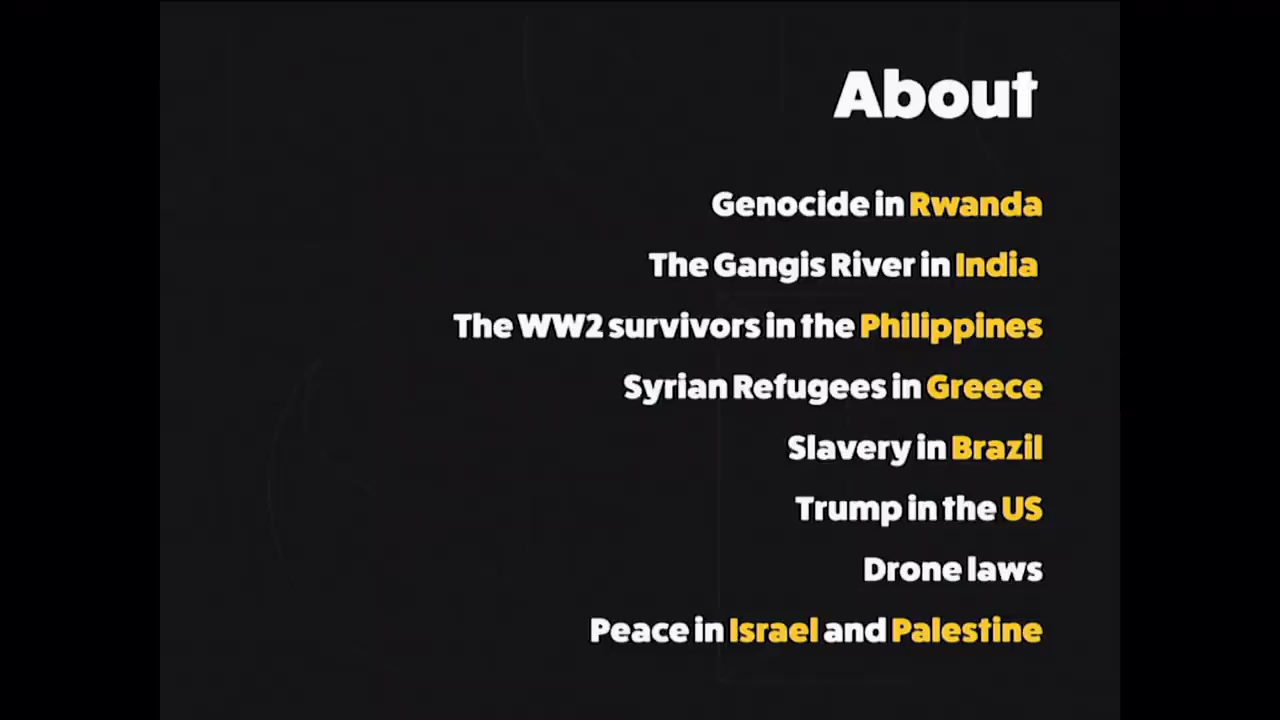 About
Genocide in Rwanda
The Gangis River in India
The WW2 survivors in the Philippines
Syrian Refugees in Greece
Slavery in Brazil
Trump in the US
Drone laws
Peace in Israel and Palestine